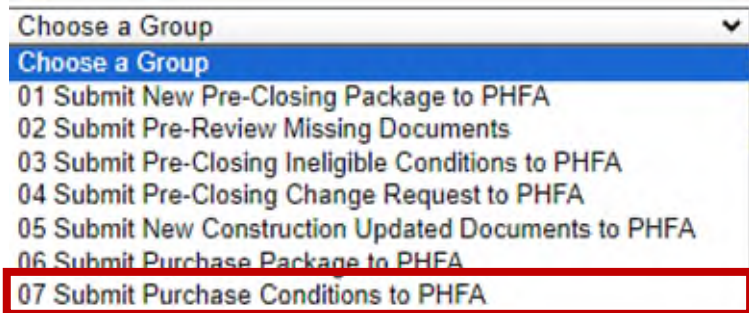 Choose a Group
Choose a Group
01 Submit New Pre-Closing Package to PHFA
02 Submit Pre-Review Missing Documents
03 Submit Pre-Closing Ineligible Conditions to PHFA
04 Submit Pre-Closing Change Request to PHFA
05 Submit New Construction Updated Documents to PHFA
06 Submit Purchase Package to PHFA
07 Submit Purchase Conditions to PHFA